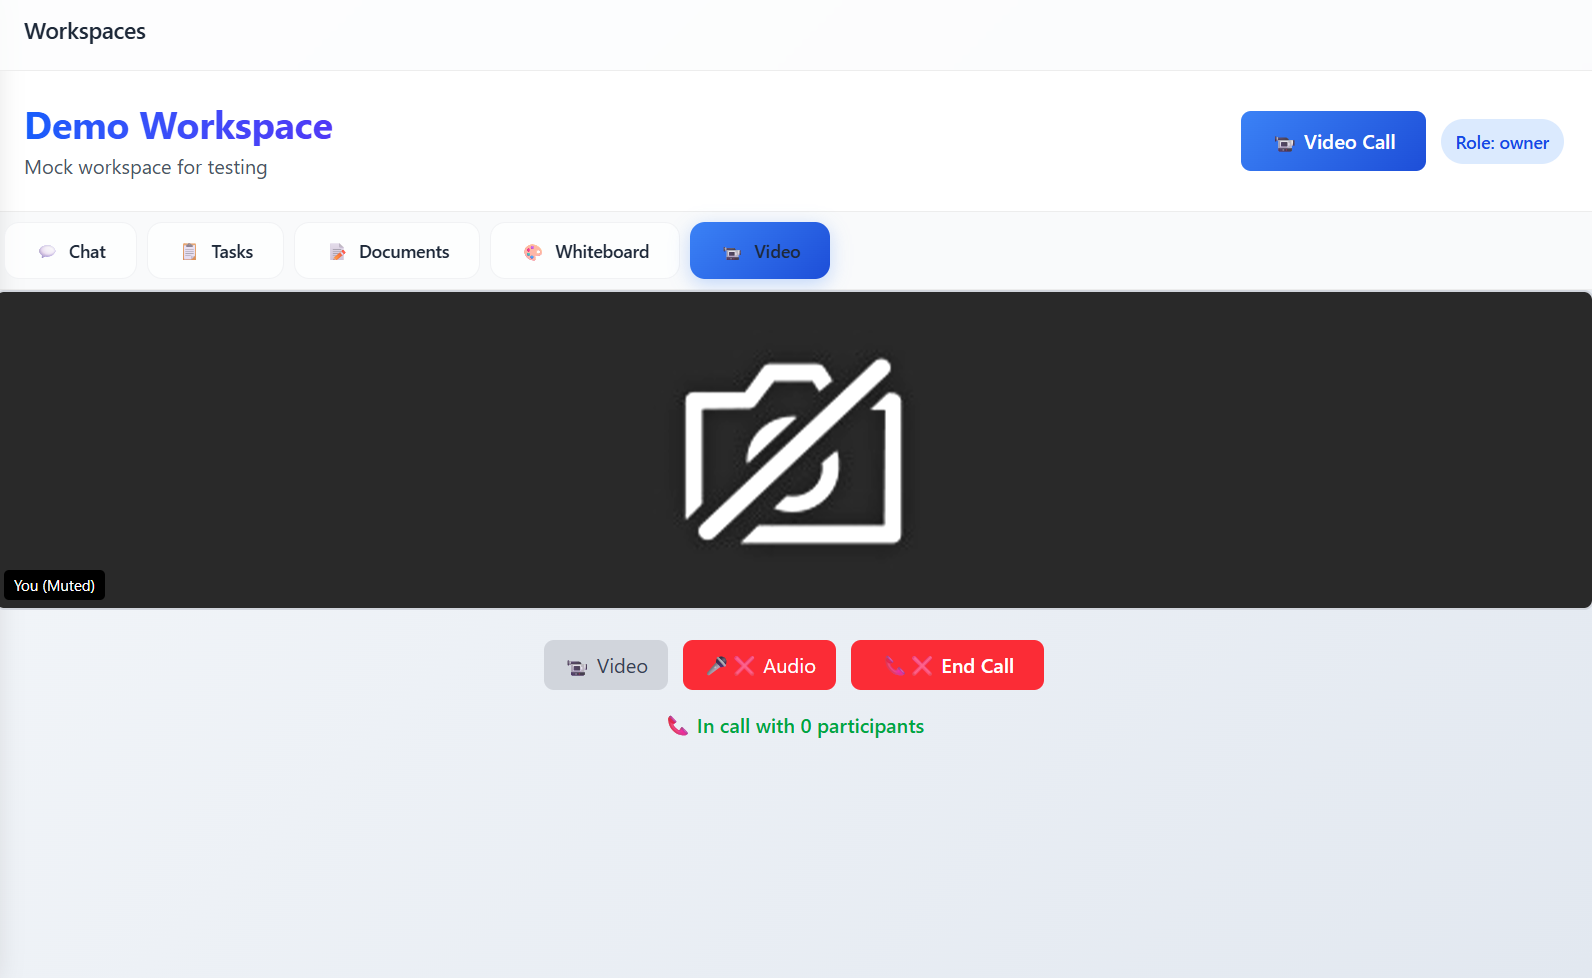 Workspaces
Demo Workspace
Mock workspace for testing
Video Call
Role: owner
Chat
Tasks
Documents
Whiteboard
Video
You (Muted)
Video
Audio
End Call
In call with 0 participants